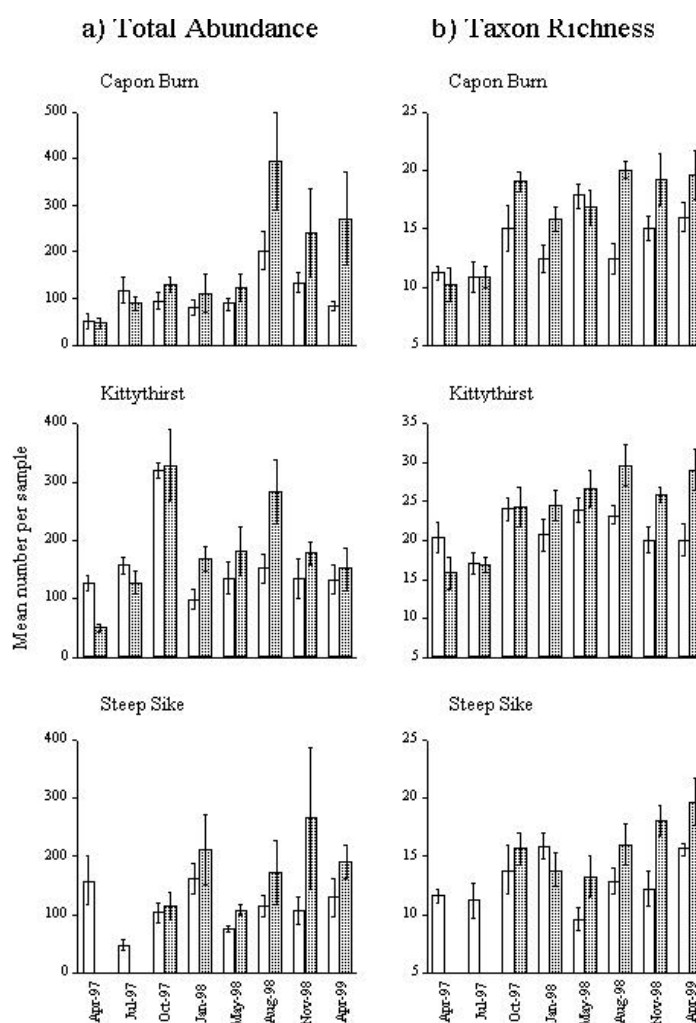 a) Total Abundance
b) Taxon Richness
Capon Burn
Capon Burn
500
400
300
200
100
0
25
20
15
10
5
Kittythirst
Kittythirst
400
300
200
100
0
35
30
25
20
15
10
5
Mean number per sample
Steep Sike
Steep Sike
400
300
200
100
0
25
20
15
10
5
Apr-97
Jul-97
Oct-97
Jan-98
May-98
Aug-98
Nov-98
Apr-99
Apr-97
Jul-97
Oct-97
Jan-98
May-98
Aug-98
Nov-98
Apr-99